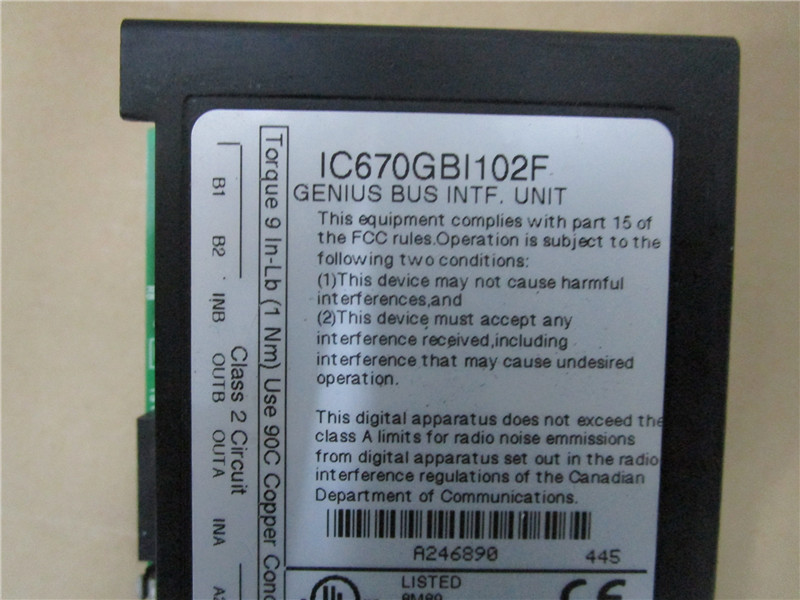 IC670GBI102F
GENIUS BUS INTF. UNIT
This equipment complies with part 15 of
the FCC rules.Operation is subject to the
following two conditions:
(1)This device may not cause harmful
interferences,and
(2)This device must accept any
interference received,including
interference that may cause undesired
operation.
This digital apparatus does not exceed the
class A limits for radio noise emmissions
from digital apparatus set out in the radio
interference regulations of the Canadian
Department of Communications.
A246890 445
LISTED
UL
CE
Torque 9 In-Lb (1 Nm) Use 90C Copper
Class 2 Circuit
B1
B2
INB
OUTB
OUTA
INA